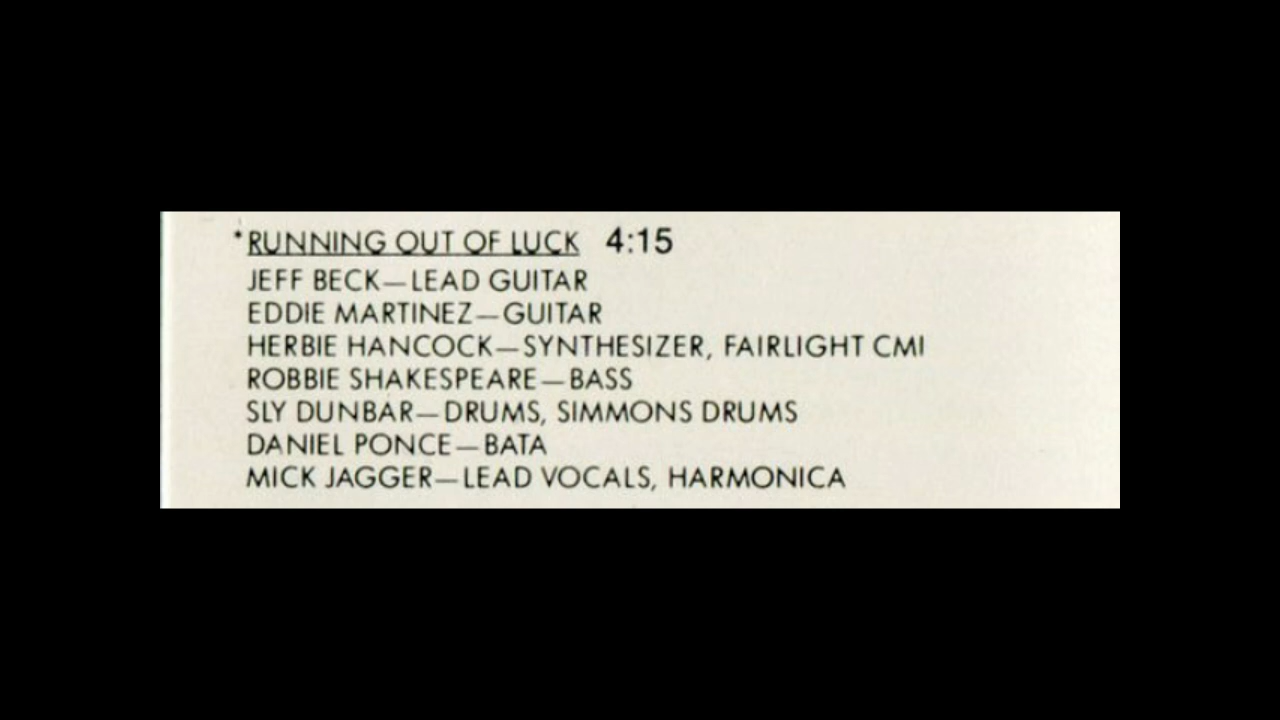 *RUNNING OUT OF LUCK 4:15
JEFF BECK—LEAD GUITAR
EDDIE MARTINEZ—GUITAR
HERBIE HANCOCK—SYNTHESIZER, FAIRLIGHT CMI
ROBBIE SHAKESPEARE—BASS
SLY DUNBAR—DRUMS, SIMMONS DRUMS
DANIEL PONCE—BATA
MICK JAGGER—LEAD VOCALS, HARMONICA